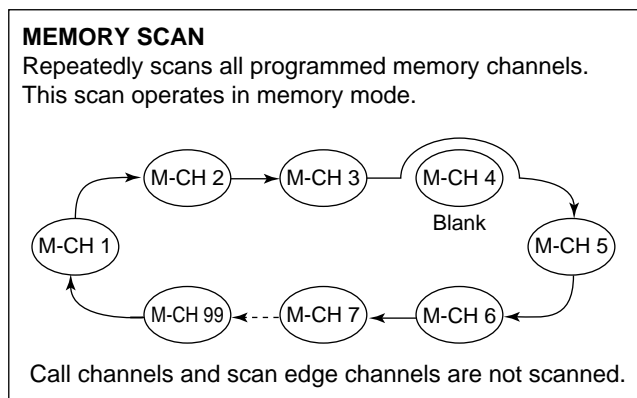 MEMORY SCAN
Repeatedly scans all programmed memory channels.
This scan operates in memory mode.
M-CH 2
M-CH 3
M-CH 4
Blank
M-CH 1
M-CH 5
M-CH 99
M-CH 7
M-CH 6
Call channels and scan edge channels are not scanned.